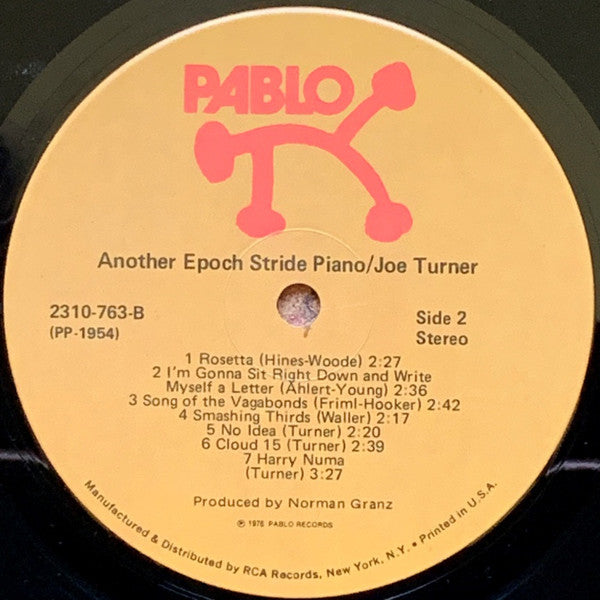 PABLO
Another Epoch Stride Piano/Joe Turner
2310-763-B
(PP-1954)
Side 2
Stereo
1 Rosetta (Hines-Woode) 2:27
2 I'm Gonna Sit Right Down and Write
Myself a Letter (Ahlert-Young) 2:36
3 Song of the Vagabonds (Friml-Hooker) 2:42
4 Smashing Thirds (Waller) 2:17
5 No Idea (Turner) 2:20
6 Cloud 15 (Turner) 2:39
7 Harry Numa
(Turner) 3:27
Produced by Norman Granz
℗ 1976 PABLO RECORDS
Manufactured & Distributed by RCA Records, New York, N.Y. • Printed in U.S.A.